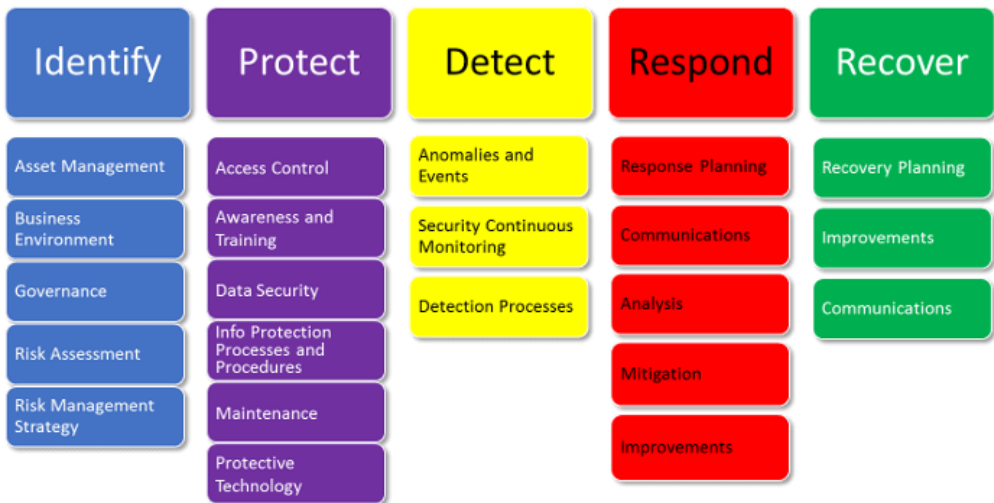 Identify
Protect
Detect
Respond
Recover
Asset Management
Business
Environment
Governance
Risk Assessment
Risk Management
Strategy
Access Control
Awareness and
Training
Data Security
Info Protection
Processes and
Procedures
Maintenance
Protective
Technology
Anomalies and
Events
Security Continuous
Monitoring
Detection Processes
Response Planning
Communications
Analysis
Mitigation
Improvements
Recovery Planning
Improvements
Communications